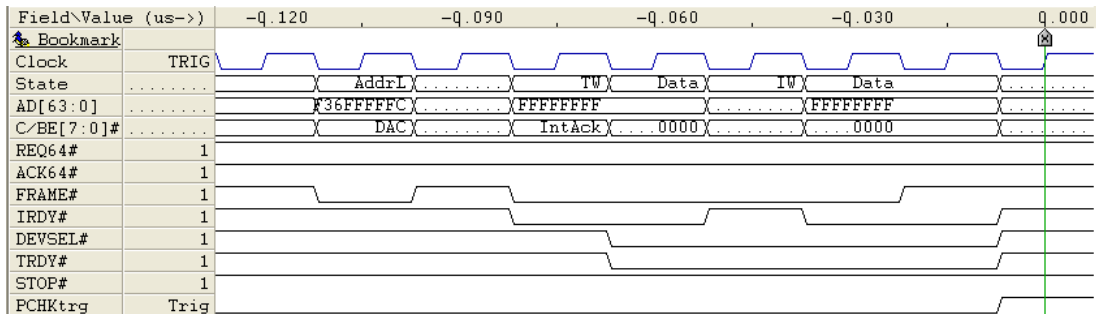 Field\Value (us->) -0.120 -0.090 -0.060 -0.030 0.000
Bookmark
Clock TRIG
State ........ AddrL ........ TW Data IW Data ........
AD[63:0] ........ F36FFFFFC ........ FFFFFFFF ........ FFFFFFFF ........
C/BE[7:0]# ........ DAC ........ IntAck ....0000 ........ ....0000 ........
REQ64# 1
ACK64# 1
FRAME# 1
IRDY# 1
DEVSEL# 1
TRDY# 1
STOP# 1
PCHKtrg Trig